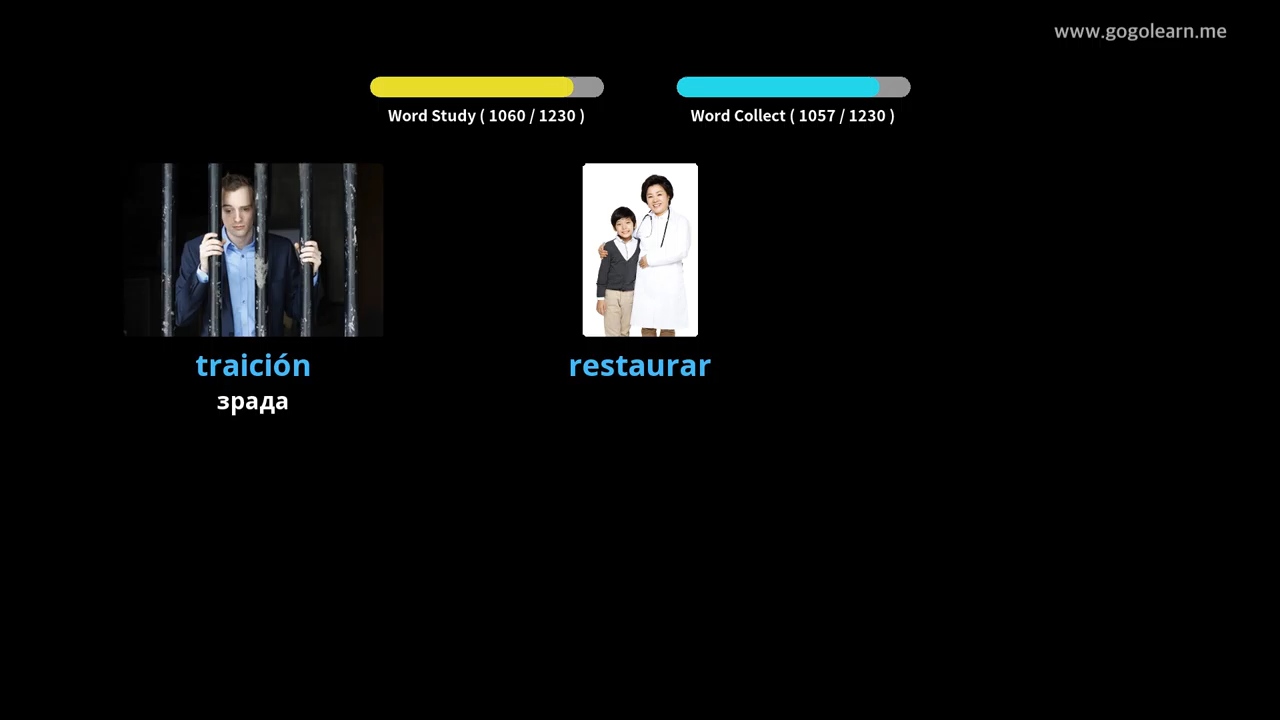 www.gogolearn.me
Word Study ( 1060 / 1230 )
Word Collect ( 1057 / 1230 )
traición
зрада
restaurar